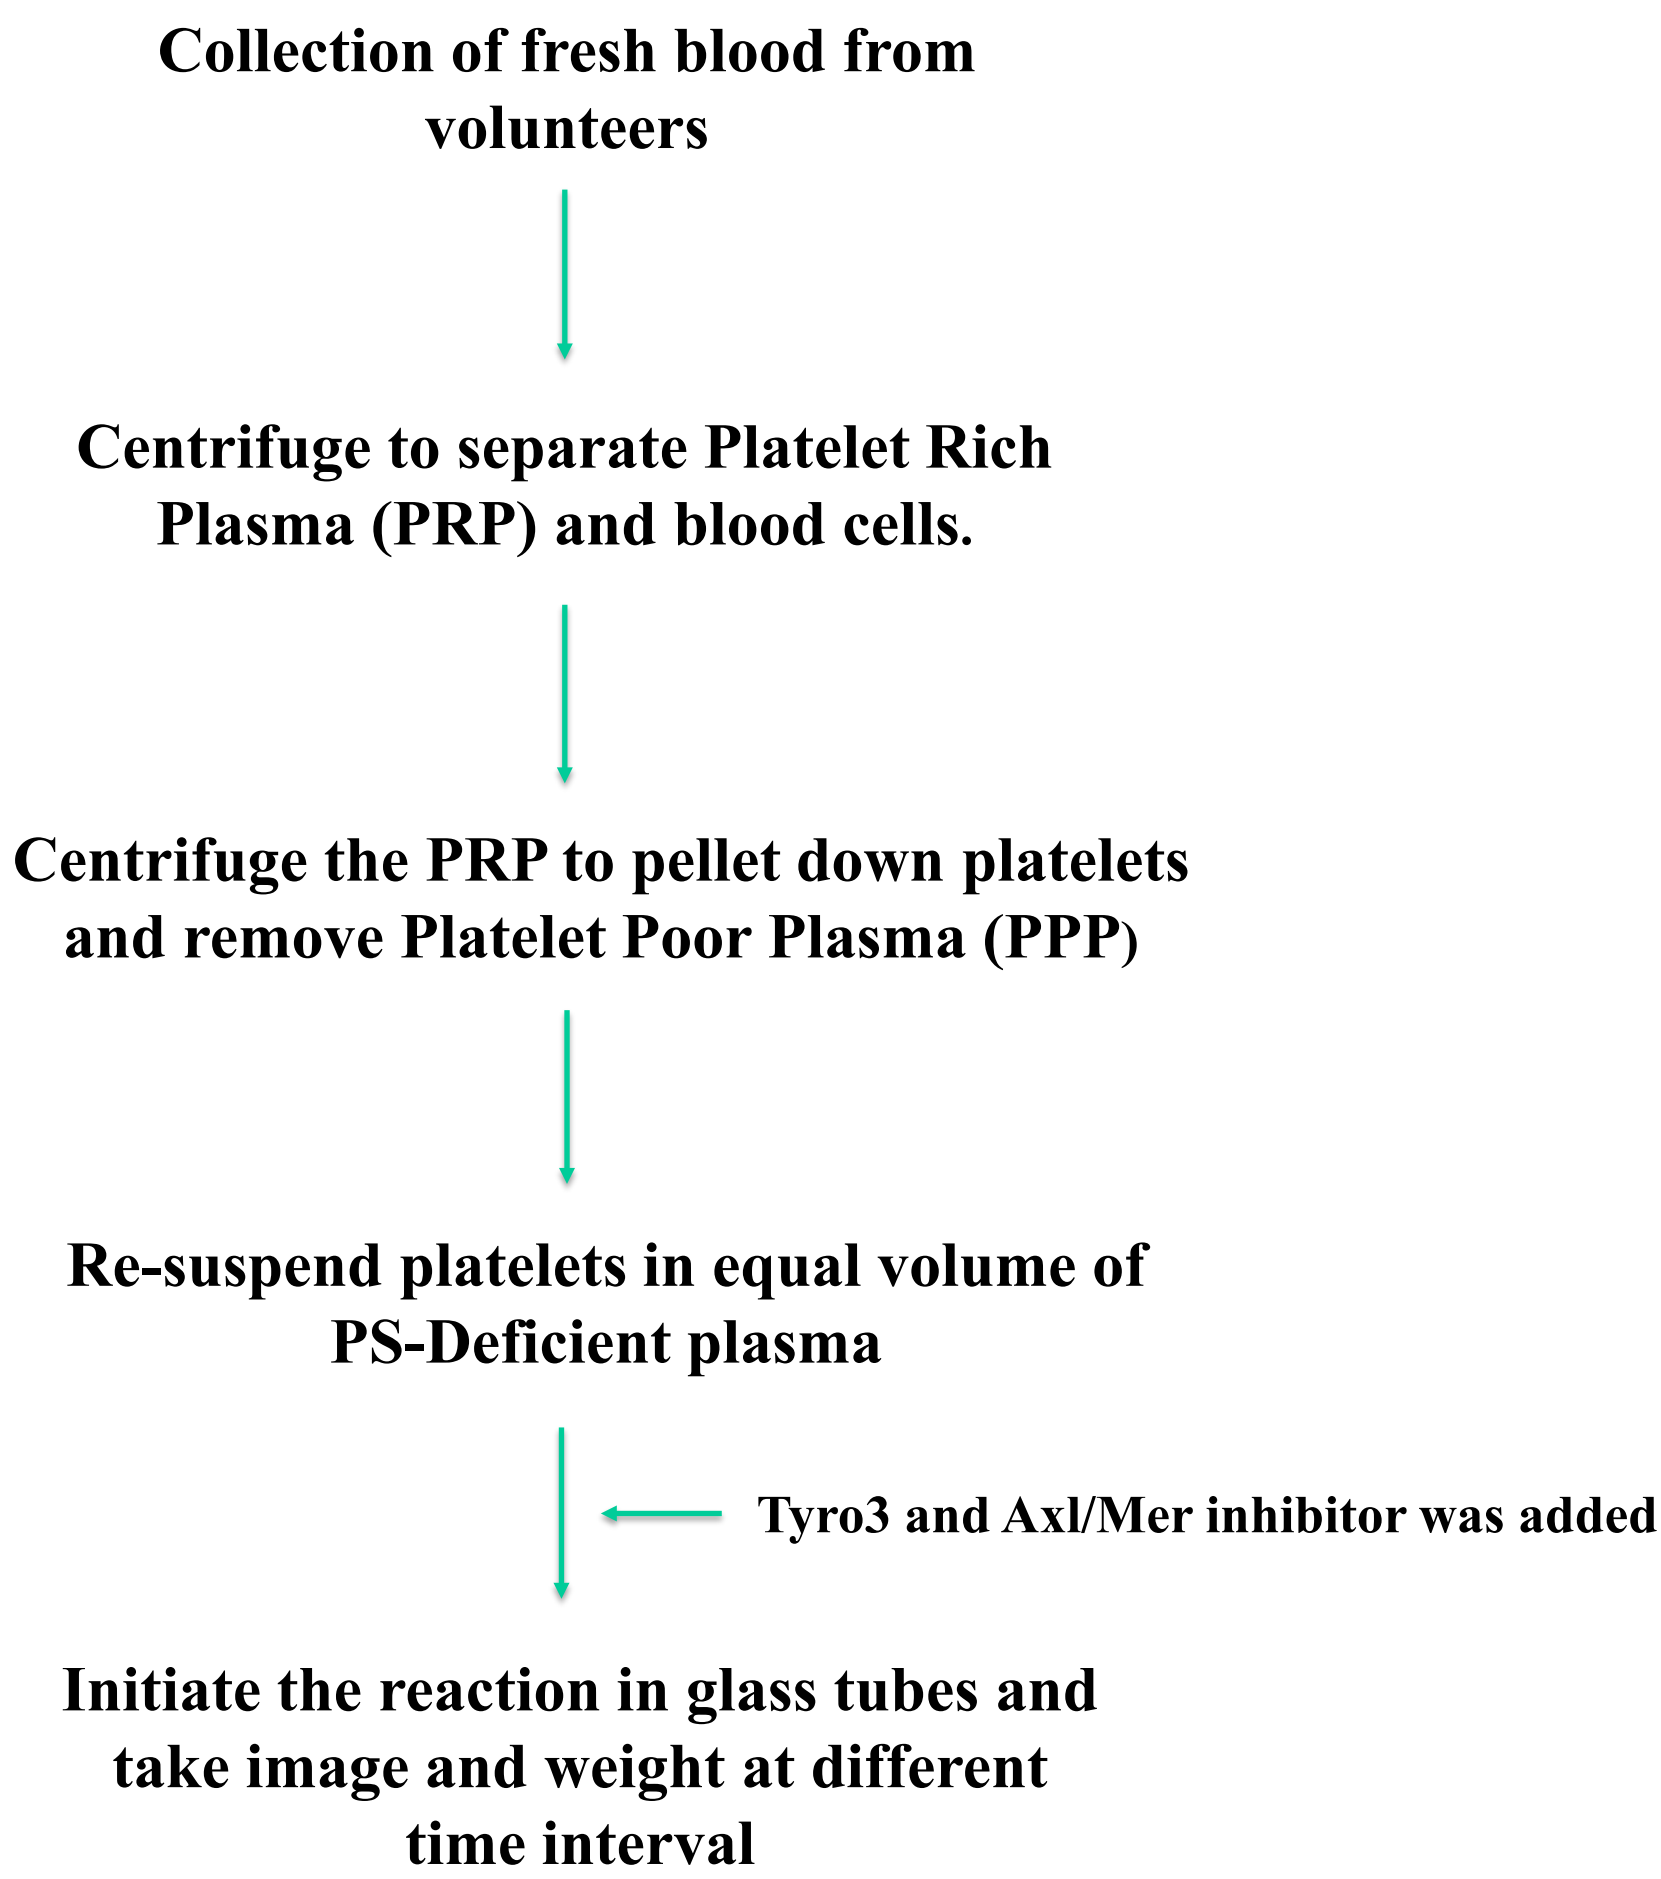 Collection of fresh blood from
volunteers
Centrifuge to separate Platelet Rich
Plasma (PRP) and blood cells.
Centrifuge the PRP to pellet down platelets
and remove Platelet Poor Plasma (PPP)
Re-suspend platelets in equal volume of
PS-Deficient plasma
Tyro3 and Axl/Mer inhibitor was added
Initiate the reaction in glass tubes and
take image and weight at different
time interval